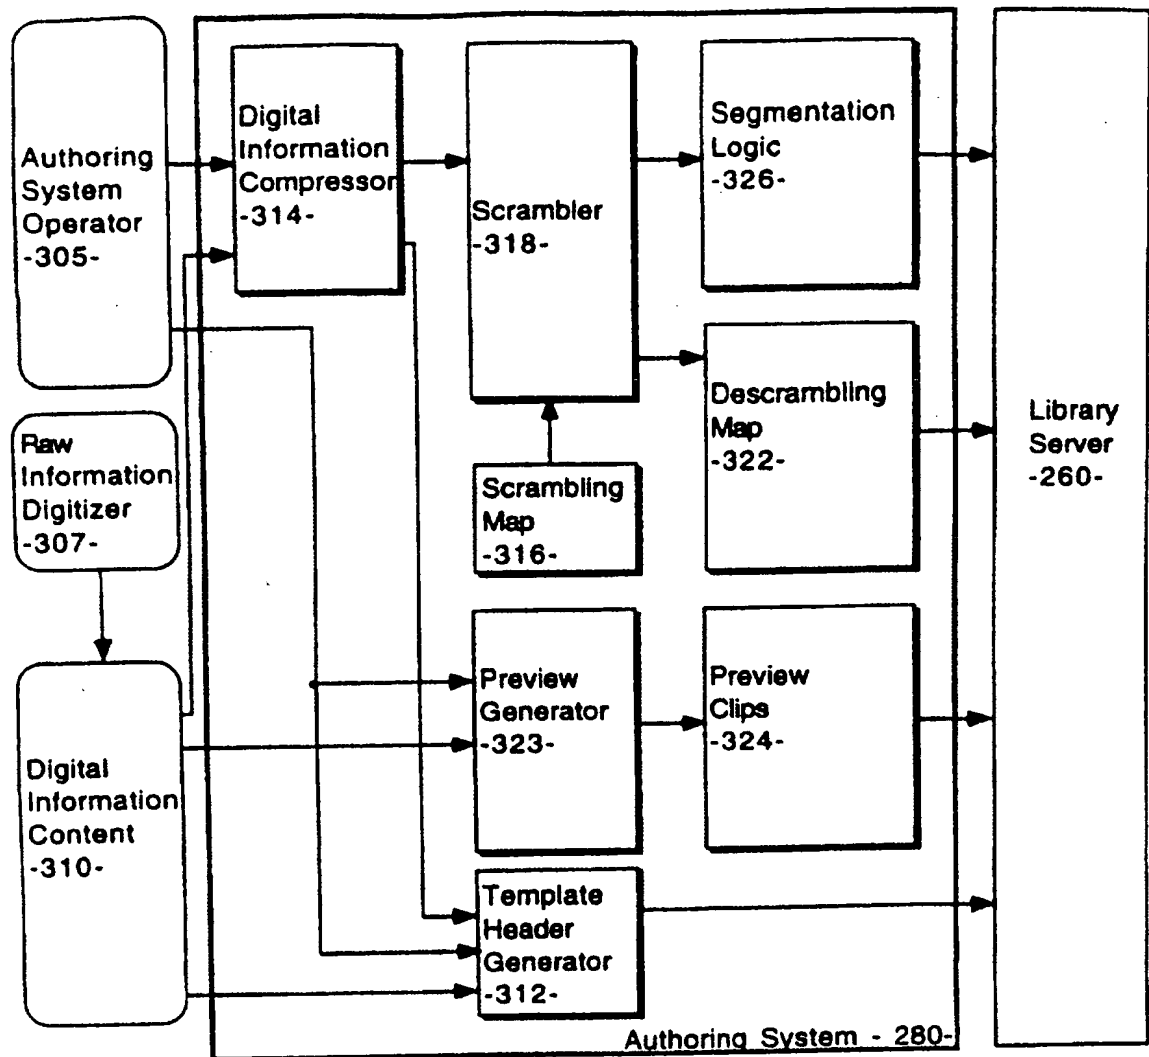 Authoring
System
Operator
-305-
Raw
Information
Digitizer
-307-
Digital
Information
Content
-310-
Digital
Information
Compressor
-314-
Scrambler
-318-
Scrambling
Map
-316-
Segmentation
Logic
-326-
Descrambling
Map
-322-
Preview
Generator
-323-
Preview
Clips
-324-
Template
Header
Generator
-312-
Authoring System - 280-
Library
Server
-260-